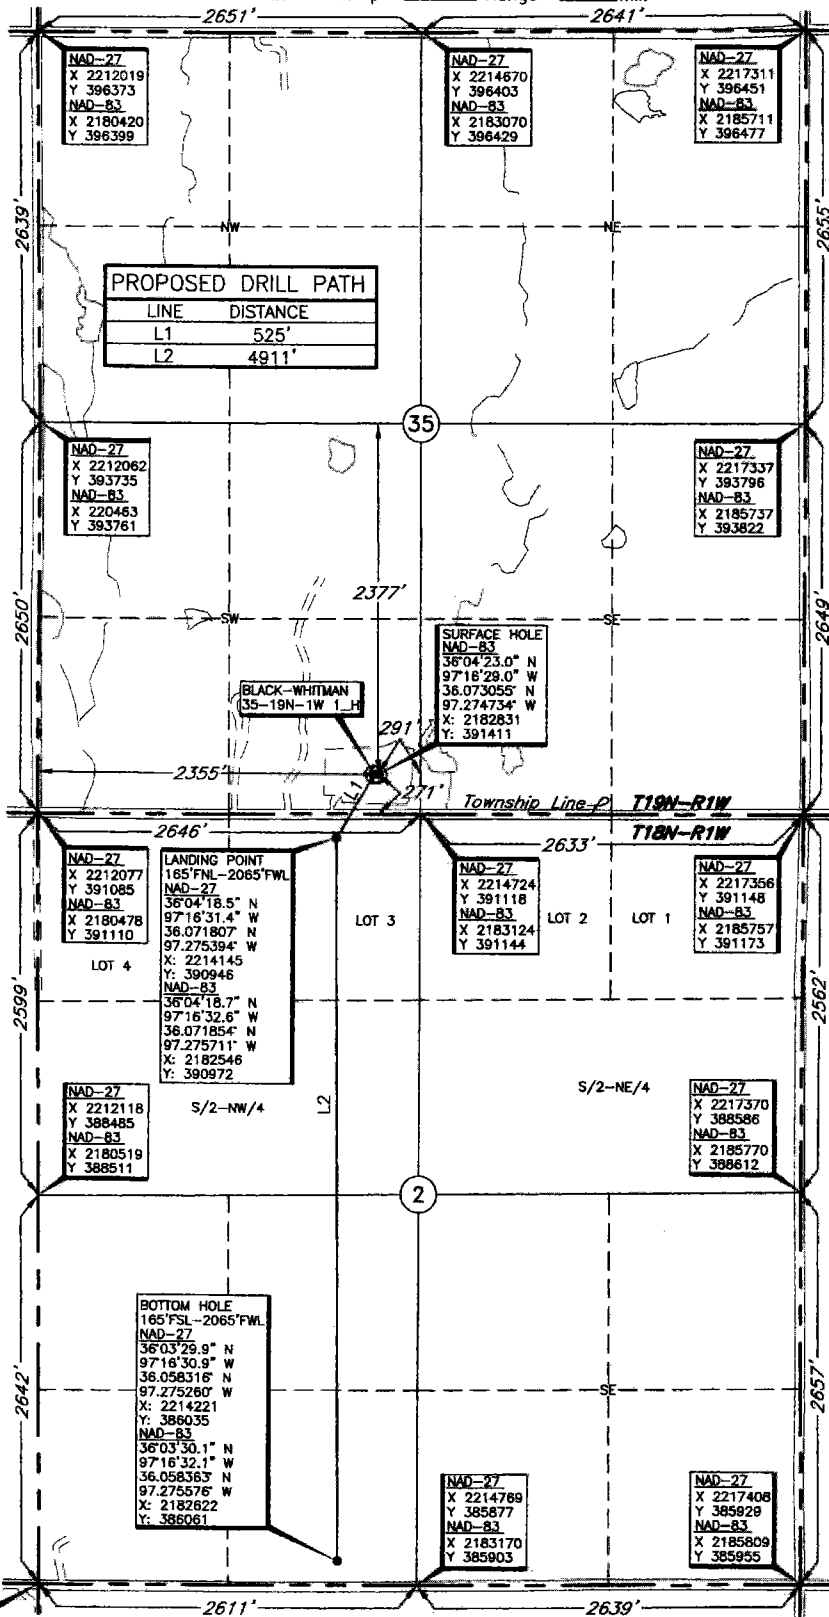 2651'
2641'
NAD-27
X 2212019
Y 396373
NAD-83
X 2180420
Y 396399
NAD-27
X 2214670
Y 396403
NAD-83
X 2183070
Y 396429
NAD-27
X 2217311
Y 396451
NAD-83
X 2185711
Y 396477
2639'
NW
NE
2655'
PROPOSED DRILL PATH
LINE DISTANCE
L1 525'
L2 4911'
35
NAD-27
X 2212062
Y 393735
NAD-83
X 220463
Y 393761
NAD-27
X 2217337
Y 393796
NAD-83
X 2185737
Y 393822
2377'
2650'
SW
SE
2649'
SURFACE HOLE
NAD-83
36°04'23.0" N
97°16'29.0" W
36.073055° N
97.274734° W
X: 2182831
Y: 391411
BLACK-WHITMAN
35-19N-1W 1_H
291'
2355'
L1
271'
Township Line
T19N-R1W
T18N-R1W
2646'
2633'
NAD-27
X 2212077
Y 391085
NAD-83
X 2180478
Y 391110
LOT 4
LANDING POINT
165'FNL-2065'FWL
NAD-27
36°04'18.5" N
97°16'31.4" W
36.071807° N
97.275394° W
X: 2214145
Y: 390946
NAD-83
36°04'18.7" N
97°16'32.6" W
36.071854° N
97.275711° W
X: 2182546
Y: 390972
LOT 3
NAD-27
X 2214724
Y 391118
NAD-83
X 2183124
Y 391144
LOT 2
LOT 1
NAD-27
X 2217356
Y 391148
NAD-83
X 2185757
Y 391173
2599'
2562'
NAD-27
X 2212118
Y 388485
NAD-83
X 2180519
Y 388511
S/2-NW/4
L2
S/2-NE/4
NAD-27
X 2217370
Y 388586
NAD-83
X 2185770
Y 388612
2
BOTTOM HOLE
165'FSL-2065'FWL
NAD-27
36°03'29.9" N
97°16'30.9" W
36.058316° N
97.275260° W
X: 2214221
Y: 386035
NAD-83
36°03'30.1" N
97°16'32.1" W
36.058363° N
97.275576° W
X: 2182622
Y: 386061
2642'
SE
2657'
NAD-27
X 2214769
Y 385877
NAD-83
X 2183170
Y 385903
NAD-27
X 2217408
Y 385929
NAD-83
X 2185809
Y 385955
2611'
2639'